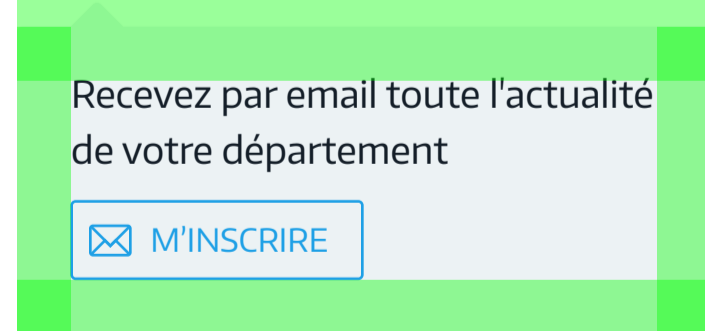 Recevez par email toute l'actualité
de votre département
M’INSCRIRE